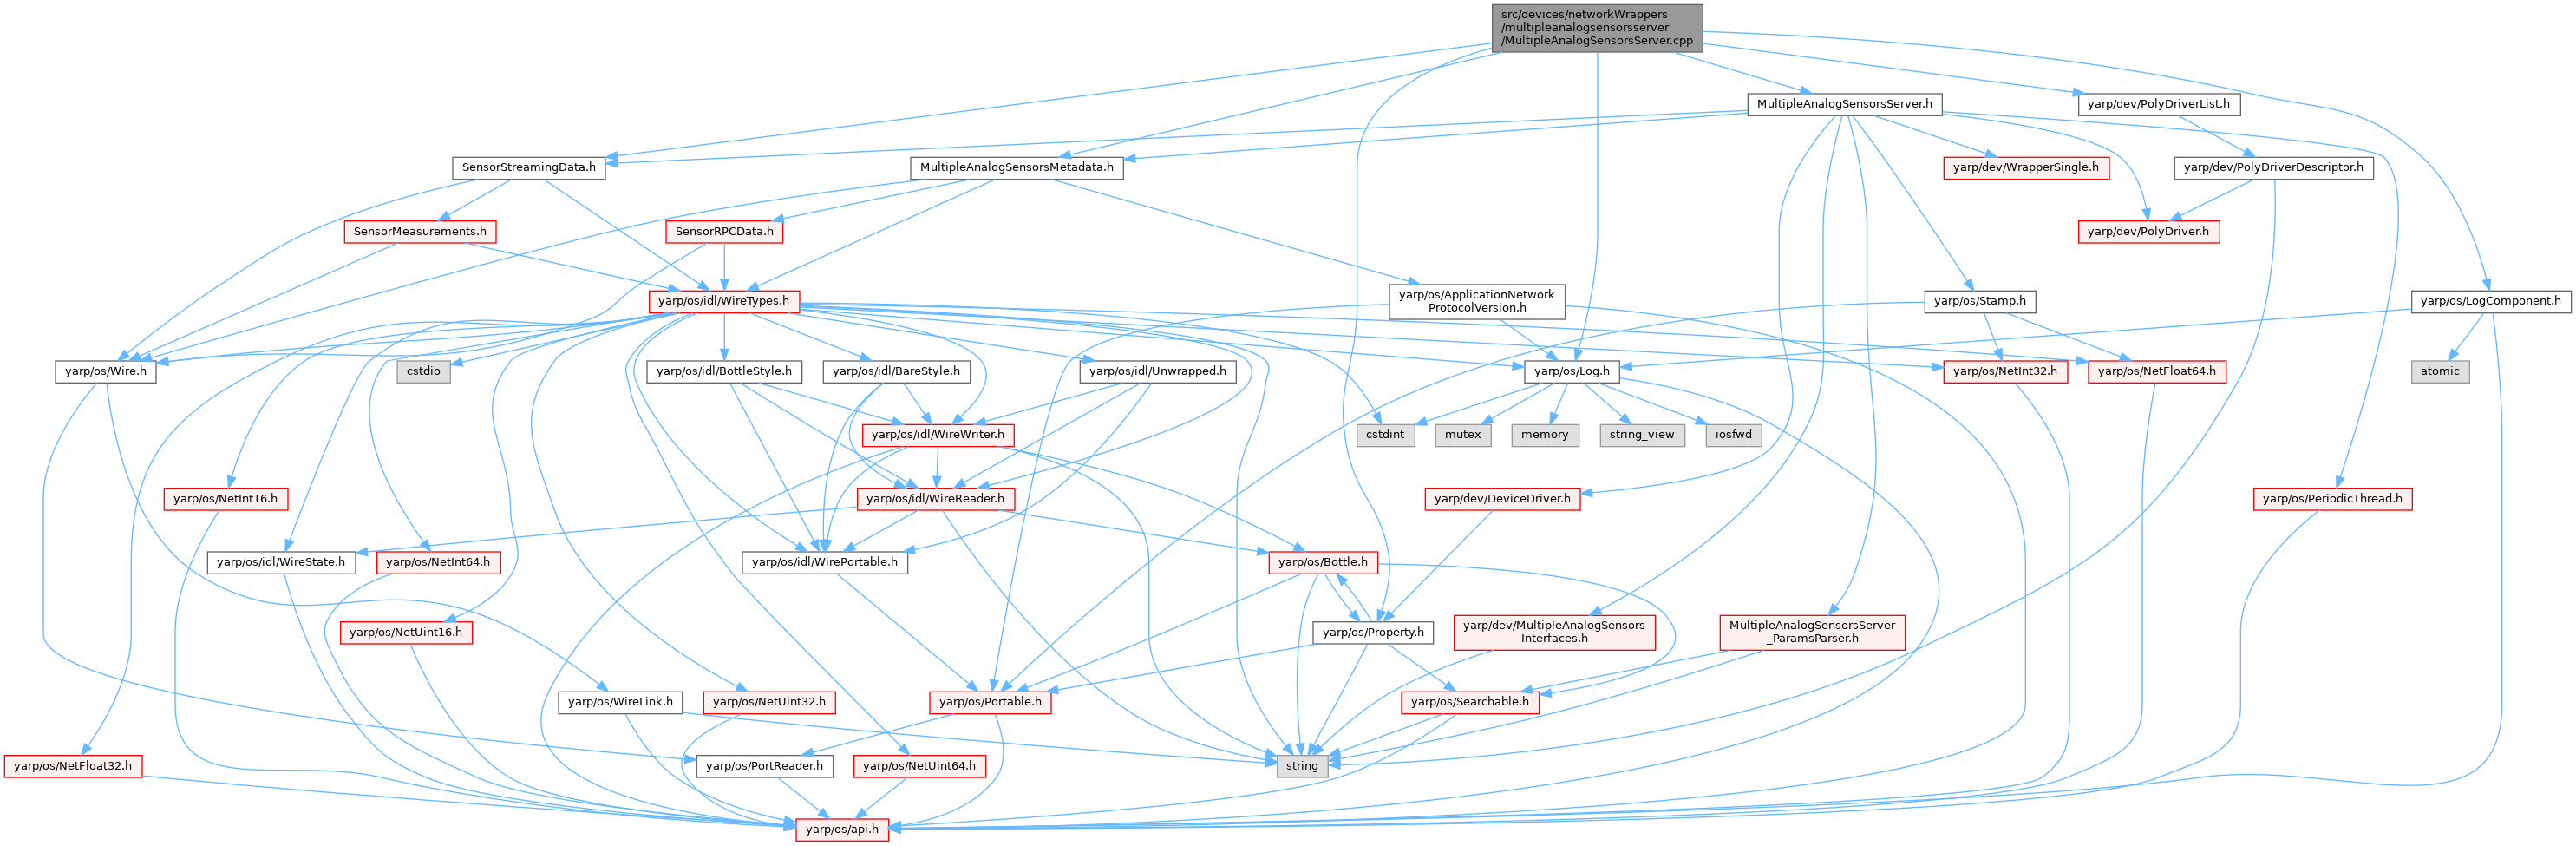 src/devices/networkWrappers
/multipleanalogsensorsserver
/MultipleAnalogSensorsServer.cpp
MultipleAnalogSensorsServer.h
yarp/dev/PolyDriverList.h
SensorStreamingData.h
MultipleAnalogSensorsMetadata.h
yarp/dev/WrapperSingle.h
yarp/dev/PolyDriverDescriptor.h
SensorMeasurements.h
SensorRPCData.h
yarp/dev/PolyDriver.h
yarp/os/idl/WireTypes.h
yarp/os/ApplicationNetwork
ProtocolVersion.h
yarp/os/Stamp.h
yarp/os/LogComponent.h
yarp/os/Wire.h
cstdio
yarp/os/idl/BottleStyle.h
yarp/os/idl/BareStyle.h
yarp/os/idl/Unwrapped.h
yarp/os/Log.h
yarp/os/NetInt32.h
yarp/os/NetFloat64.h
atomic
yarp/os/idl/WireWriter.h
cstdint
mutex
memory
string_view
iosfwd
yarp/os/NetInt16.h
yarp/os/idl/WireReader.h
yarp/dev/DeviceDriver.h
yarp/os/PeriodicThread.h
yarp/os/idl/WireState.h
yarp/os/NetInt64.h
yarp/os/idl/WirePortable.h
yarp/os/Bottle.h
yarp/os/NetUint16.h
yarp/os/Property.h
yarp/dev/MultipleAnalogSensors
Interfaces.h
MultipleAnalogSensorsServer
_ParamsParser.h
yarp/os/WireLink.h
yarp/os/NetUint32.h
yarp/os/Portable.h
yarp/os/Searchable.h
yarp/os/NetFloat32.h
yarp/os/PortReader.h
yarp/os/NetUint64.h
string
yarp/os/api.h